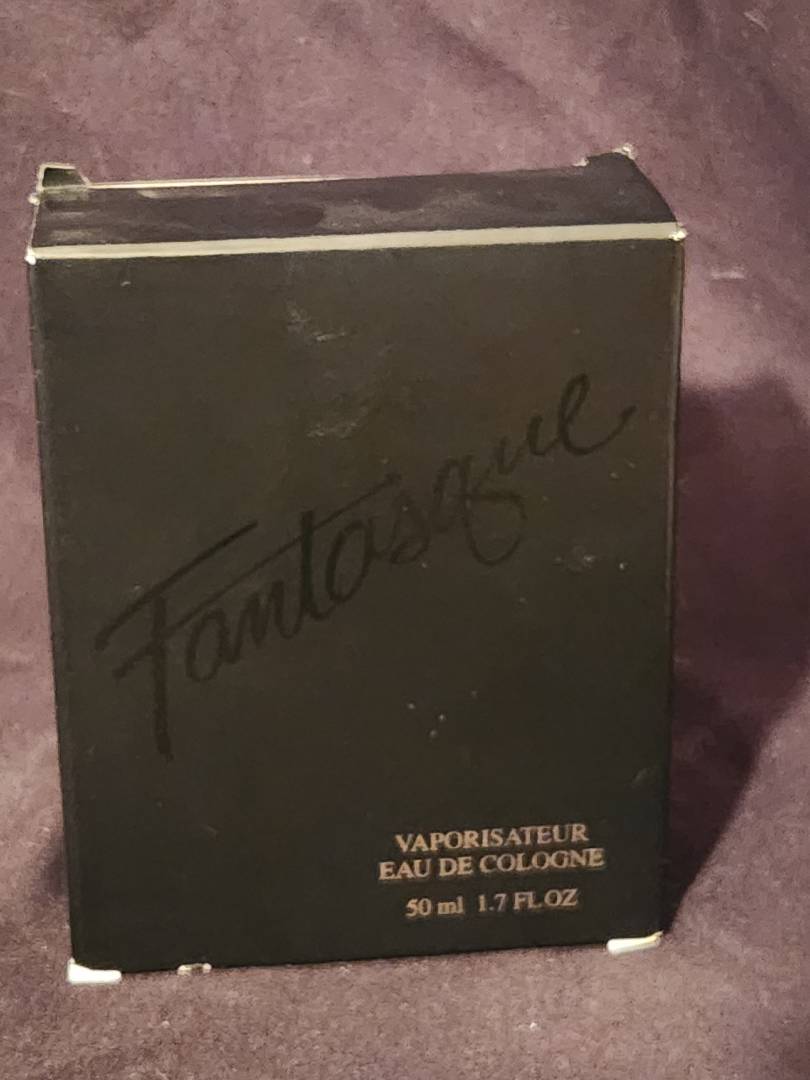 Fantasque
VAPORISATEUR
EAU DE COLOGNE
50 ml 1.7 FL OZ